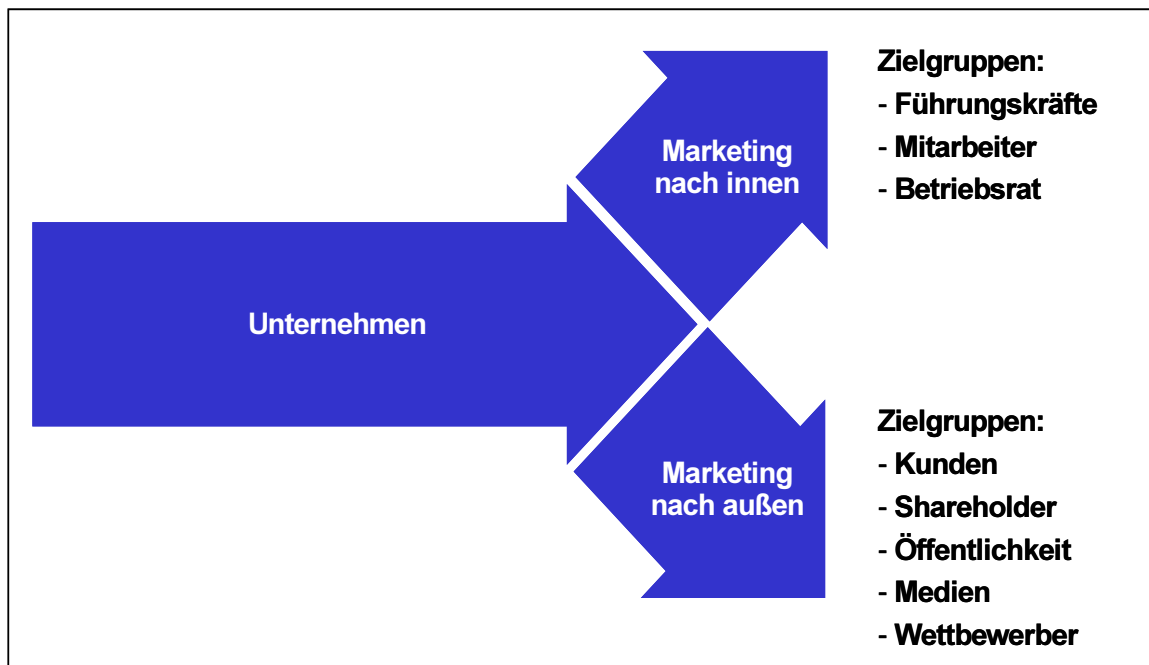 Unternehmen
Marketing
nach innen
Zielgruppen:
- Führungskräfte
- Mitarbeiter
- Betriebsrat
Marketing
nach außen
Zielgruppen:
- Kunden
- Shareholder
- Öffentlichkeit
- Medien
- Wettbewerber